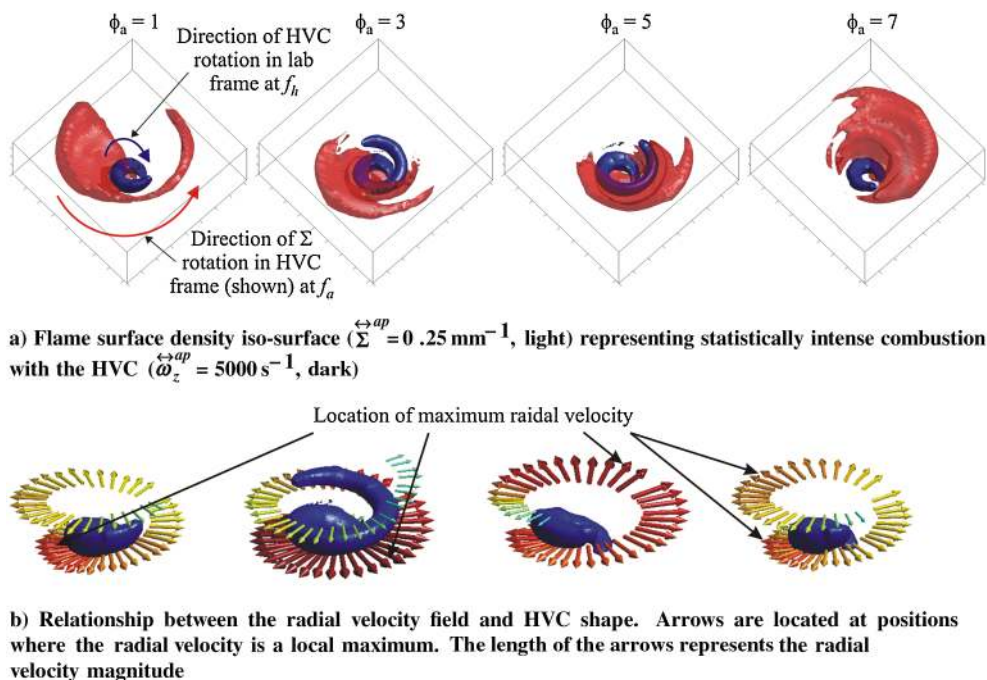 ϕa = 1
ϕa = 3
ϕa = 5
ϕa = 7
Direction of HVC
rotation in lab
frame at fh
Direction of Σ
rotation in HVC
frame (shown) at fa
a) Flame surface density iso-surface (Σ↔ap = 0 .25 mm−1, light) representing statistically intense combustion
with the HVC (ω↔zap = 5000 s−1, dark)
Location of maximum raidal velocity
b) Relationship between the radial velocity field and HVC shape. Arrows are located at positions
where the radial velocity is a local maximum. The length of the arrows represents the radial
velocity magnitude